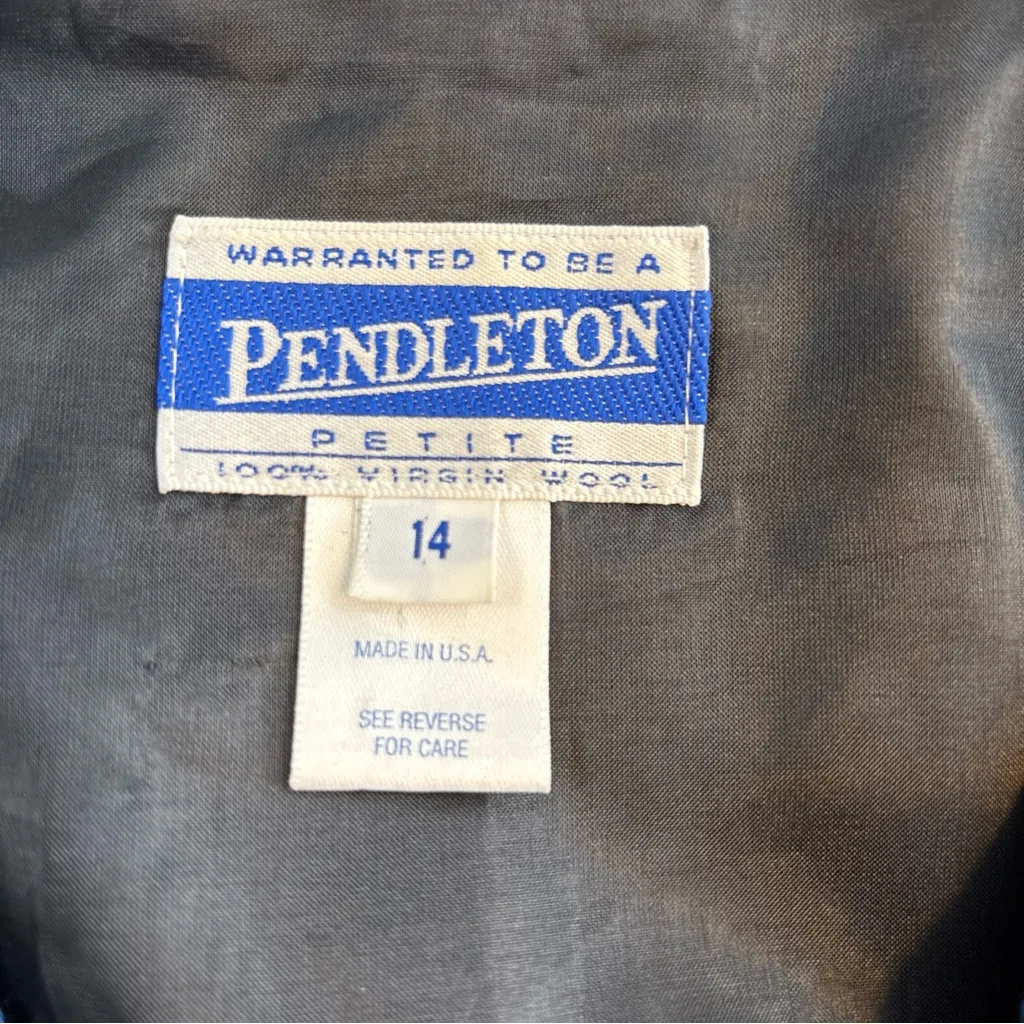 WARRANTED TO BE A
PENDLETON
PETITE
100% VIRGIN WOOL
14
MADE IN U.S.A.
SEE REVERSE
FOR CARE